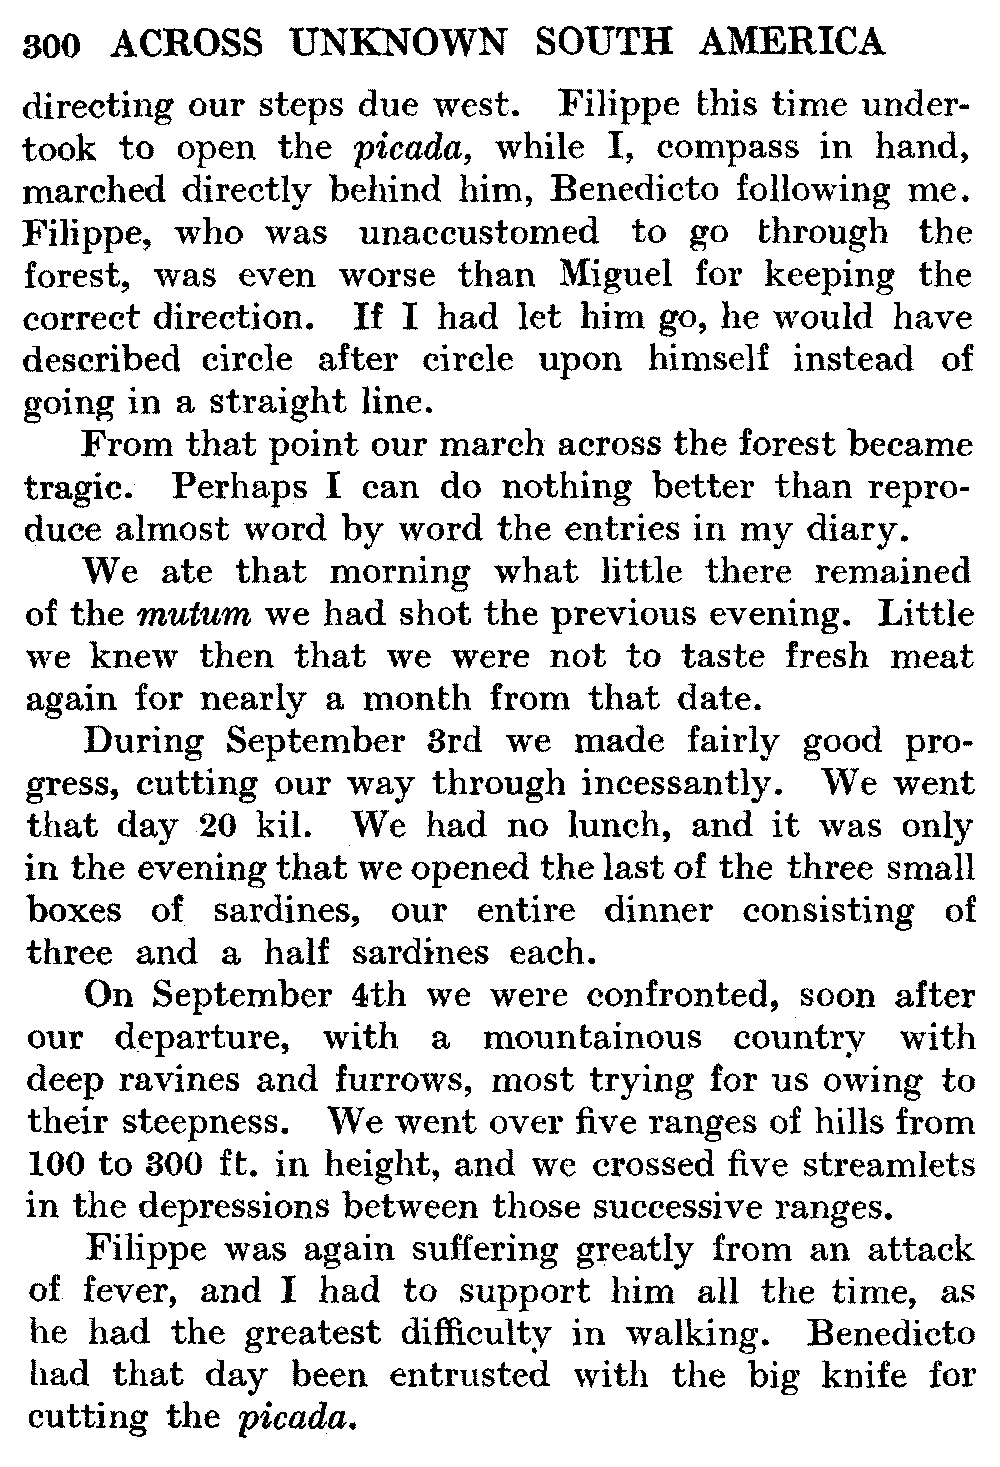 300 ACROSS UNKNOWN SOUTH AMERICA
directing our steps due west. Filippe this time under-
took to open the picada, while I, compass in hand,
marched directly behind him, Benedicto following me.
Filippe, who was unaccustomed to go through the
forest, was even worse than Miguel for keeping the
correct direction. If I had let him go, he would have
described circle after circle upon himself instead of
going in a straight line.
From that point our march across the forest became
tragic. Perhaps I can do nothing better than repro-
duce almost word by word the entries in my diary.
We ate that morning what little there remained
of the mutum we had shot the previous evening. Little
we knew then that we were not to taste fresh meat
again for nearly a month from that date.
During September 3rd we made fairly good pro-
gress, cutting our way through incessantly. We went
that day 20 kil. We had no lunch, and it was only
in the evening that we opened the last of the three small
boxes of sardines, our entire dinner consisting of
three and a half sardines each.
On September 4th we were confronted, soon after
our departure, with a mountainous country with
deep ravines and furrows, most trying for us owing to
their steepness. We went over five ranges of hills from
100 to 300 ft. in height, and we crossed five streamlets
in the depressions between those successive ranges.
Filippe was again suffering greatly from an attack
of fever, and I had to support him all the time, as
he had the greatest difficulty in walking. Benedicto
had that day been entrusted with the big knife for
cutting the picada.